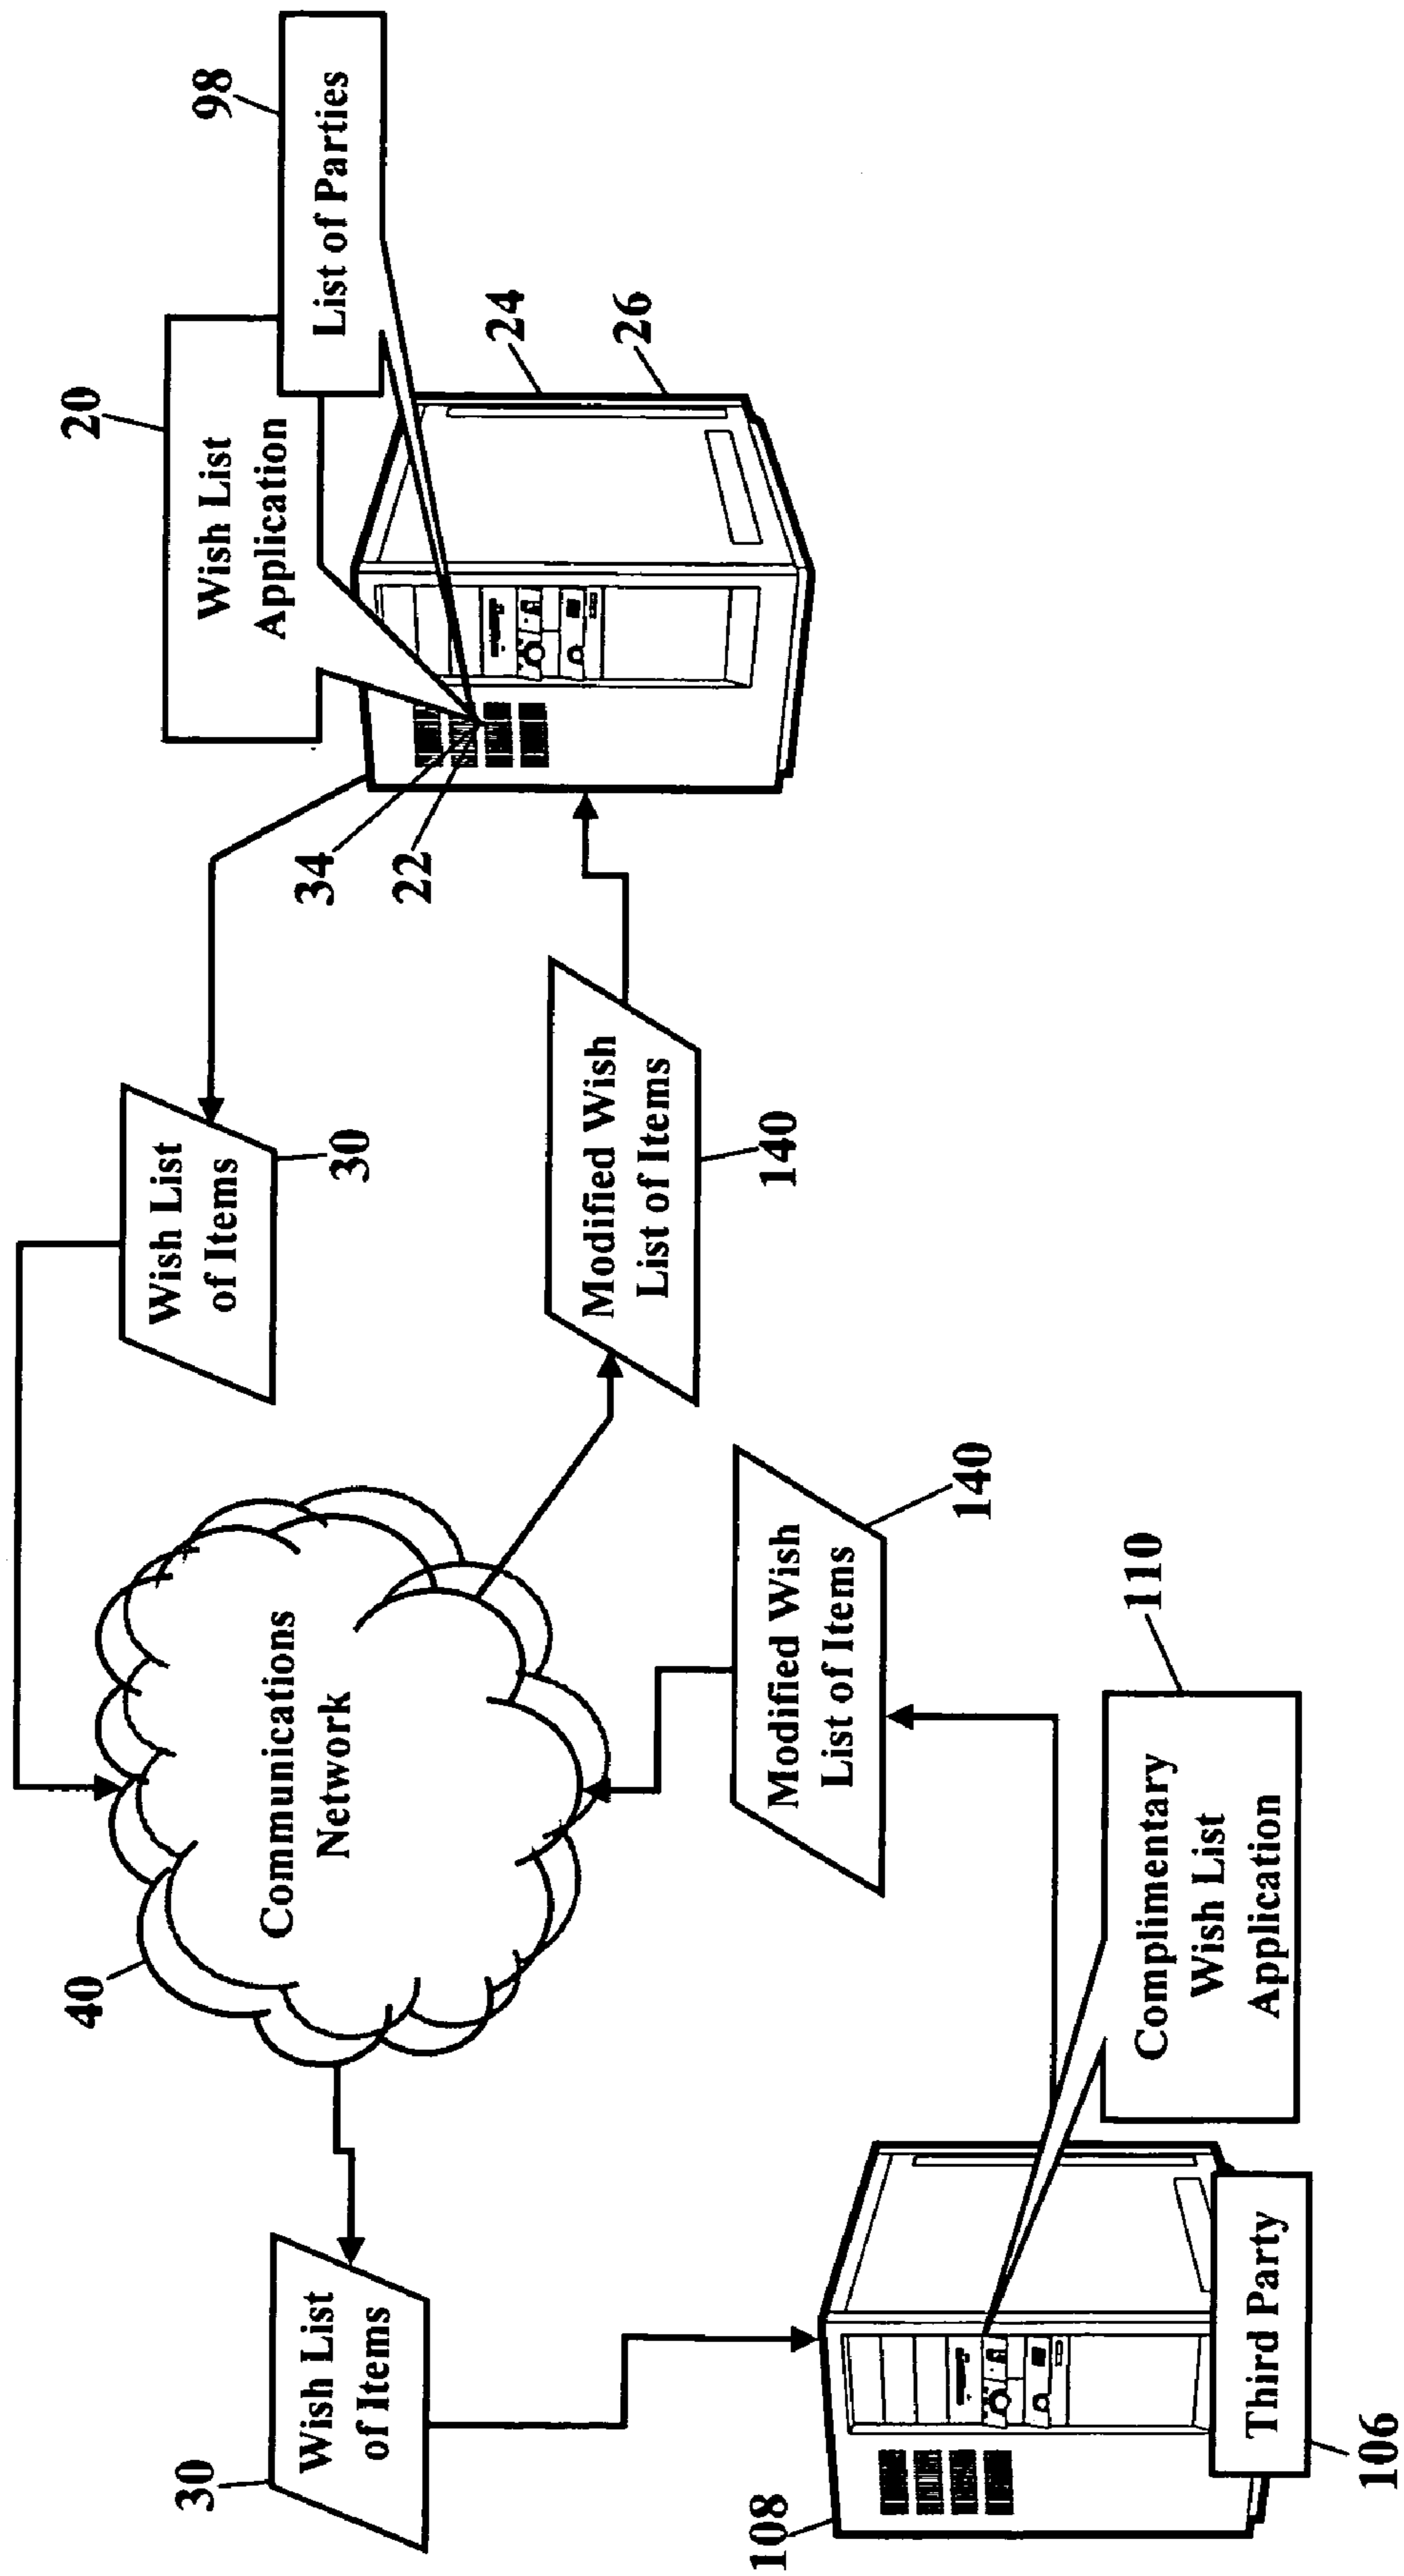 20
98
40
30
Wish List
of Items
Wish List
Application
List of Parties
Communications
Network
Wish List
of Items
30
34
22
24
26
Modified Wish
List of Items
140
108
Modified Wish
List of Items
140
110
Complimentary
Wish List
Application
Third Party
106